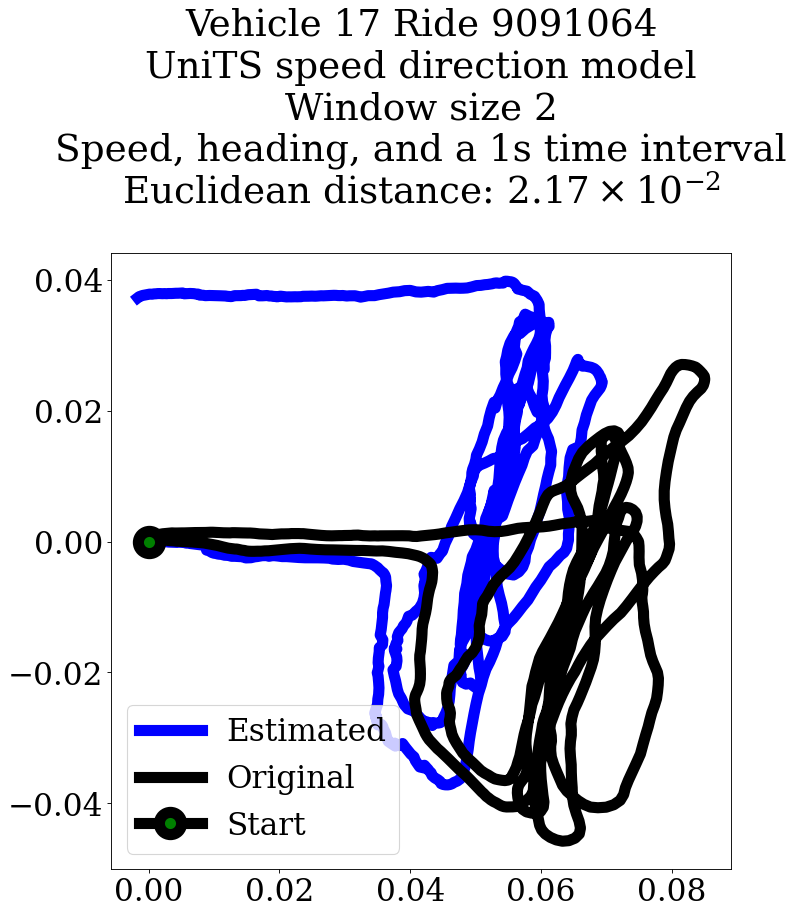 Vehicle 17 Ride 9091064
UniTS speed direction model
Window size 2
Speed, heading, and a 1s time interval
Euclidean distance: 2.17 × 10⁻²
0.04
0.02
0.00
−0.02
−0.04
Estimated
Original
Start
0.00 0.02 0.04 0.06 0.08